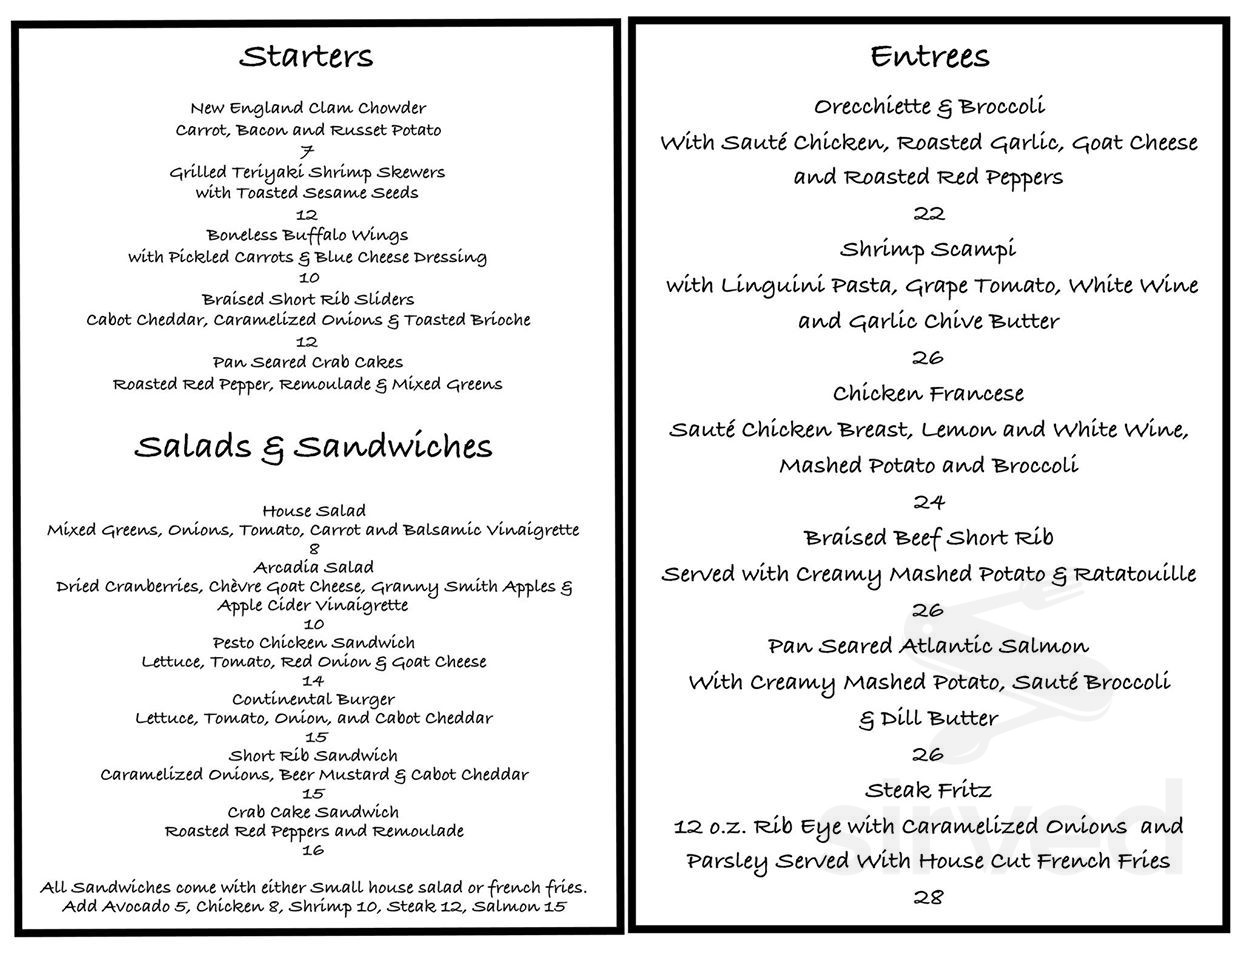 Starters
New England Clam Chowder
Carrot, Bacon and Russet Potato
7
Grilled Teriyaki Shrimp Skewers
with Toasted Sesame Seeds
12
Boneless Buffalo Wings
with Pickled Carrots & Blue Cheese Dressing
10
Braised Short Rib Sliders
Cabot Cheddar, Caramelized Onions & Toasted Brioche
12
Pan Seared Crab Cakes
Roasted Red Pepper, Remoulade & Mixed Greens
Salads & Sandwiches
House Salad
Mixed Greens, Onions, Tomato, Carrot and Balsamic Vinaigrette
8
Arcadia Salad
Dried Cranberries, Chèvre Goat Cheese, Granny Smith Apples &
Apple Cider Vinaigrette
10
Pesto Chicken Sandwich
Lettuce, Tomato, Red Onion & Goat Cheese
14
Continental Burger
Lettuce, Tomato, Onion, and Cabot Cheddar
15
Short Rib Sandwich
Caramelized Onions, Beer Mustard & Cabot Cheddar
15
Crab Cake Sandwich
Roasted Red Peppers and Remoulade
16
All Sandwiches come with either Small house salad or french fries.
Add Avocado 5, Chicken 8, Shrimp 10, Steak 12, Salmon 15
Entrees
Orecchiette & Broccoli
With Sauté Chicken, Roasted Garlic, Goat Cheese
and Roasted Red Peppers
22
Shrimp Scampi
with Linguini Pasta, Grape Tomato, White Wine
and Garlic Chive Butter
26
Chicken Francese
Sauté Chicken Breast, Lemon and White Wine,
Mashed Potato and Broccoli
24
Braised Beef Short Rib
Served with Creamy Mashed Potato & Ratatouille
26
Pan Seared Atlantic Salmon
With Creamy Mashed Potato, Sauté Broccoli
& Dill Butter
26
Steak Fritz
12 o.z. Rib Eye with Caramelized Onions and
Parsley Served With House Cut French Fries
28
sirved